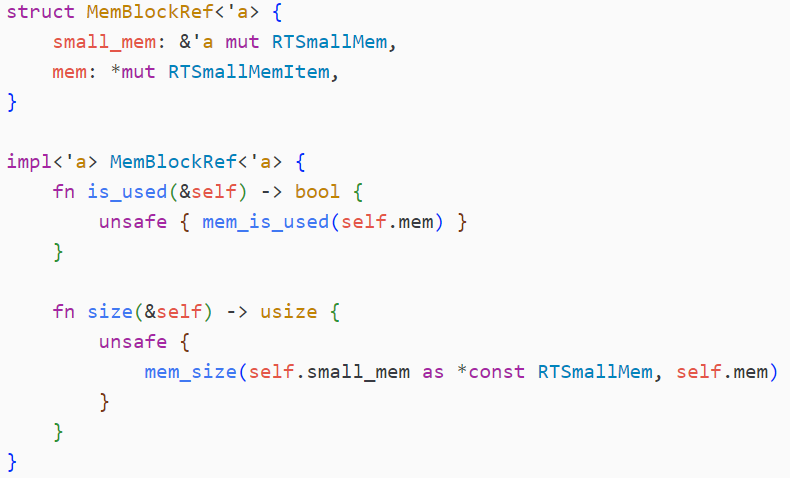 struct MemBlockRef<'a> {
    small_mem: &'a mut RTSmallMem,
    mem: *mut RTSmallMemItem,
}

impl<'a> MemBlockRef<'a> {
    fn is_used(&self) -> bool {
        unsafe { mem_is_used(self.mem) }
    }

    fn size(&self) -> usize {
        unsafe {
            mem_size(self.small_mem as *const RTSmallMem, self.mem)
        }
    }
}